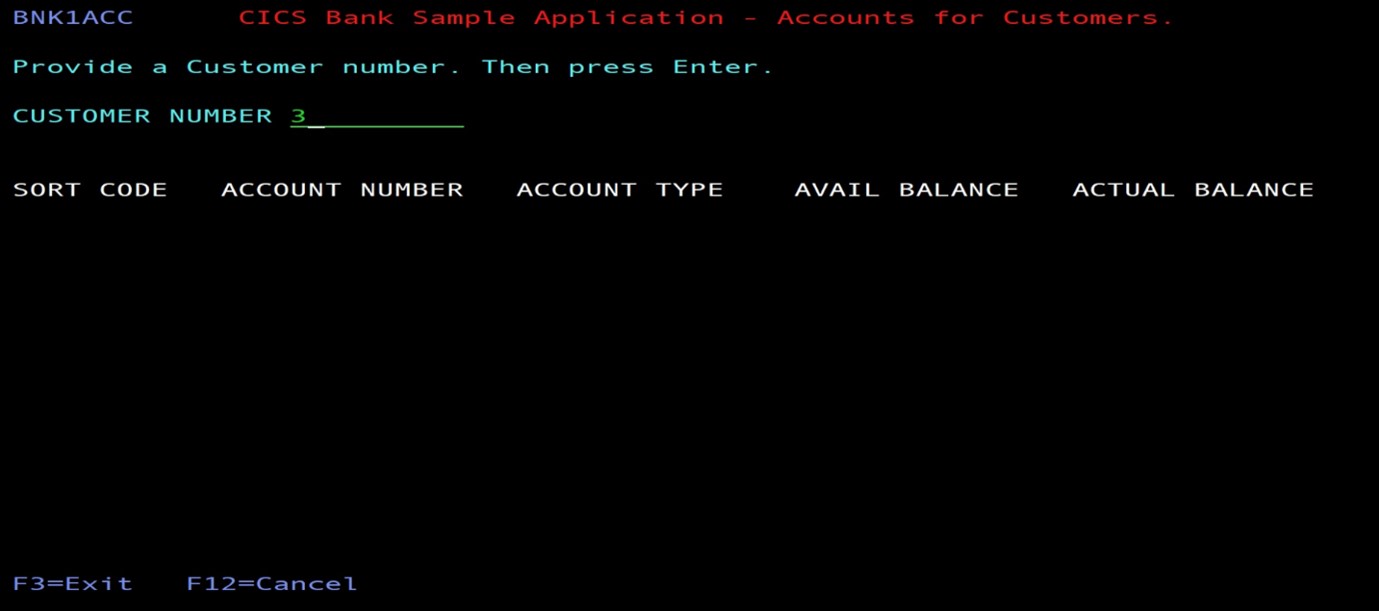 BNK1ACC CICS Bank Sample Application - Accounts for Customers.
Provide a Customer number. Then press Enter.
CUSTOMER NUMBER 3_
SORT CODE ACCOUNT NUMBER ACCOUNT TYPE AVAIL BALANCE ACTUAL BALANCE
F3=Exit F12=Cancel